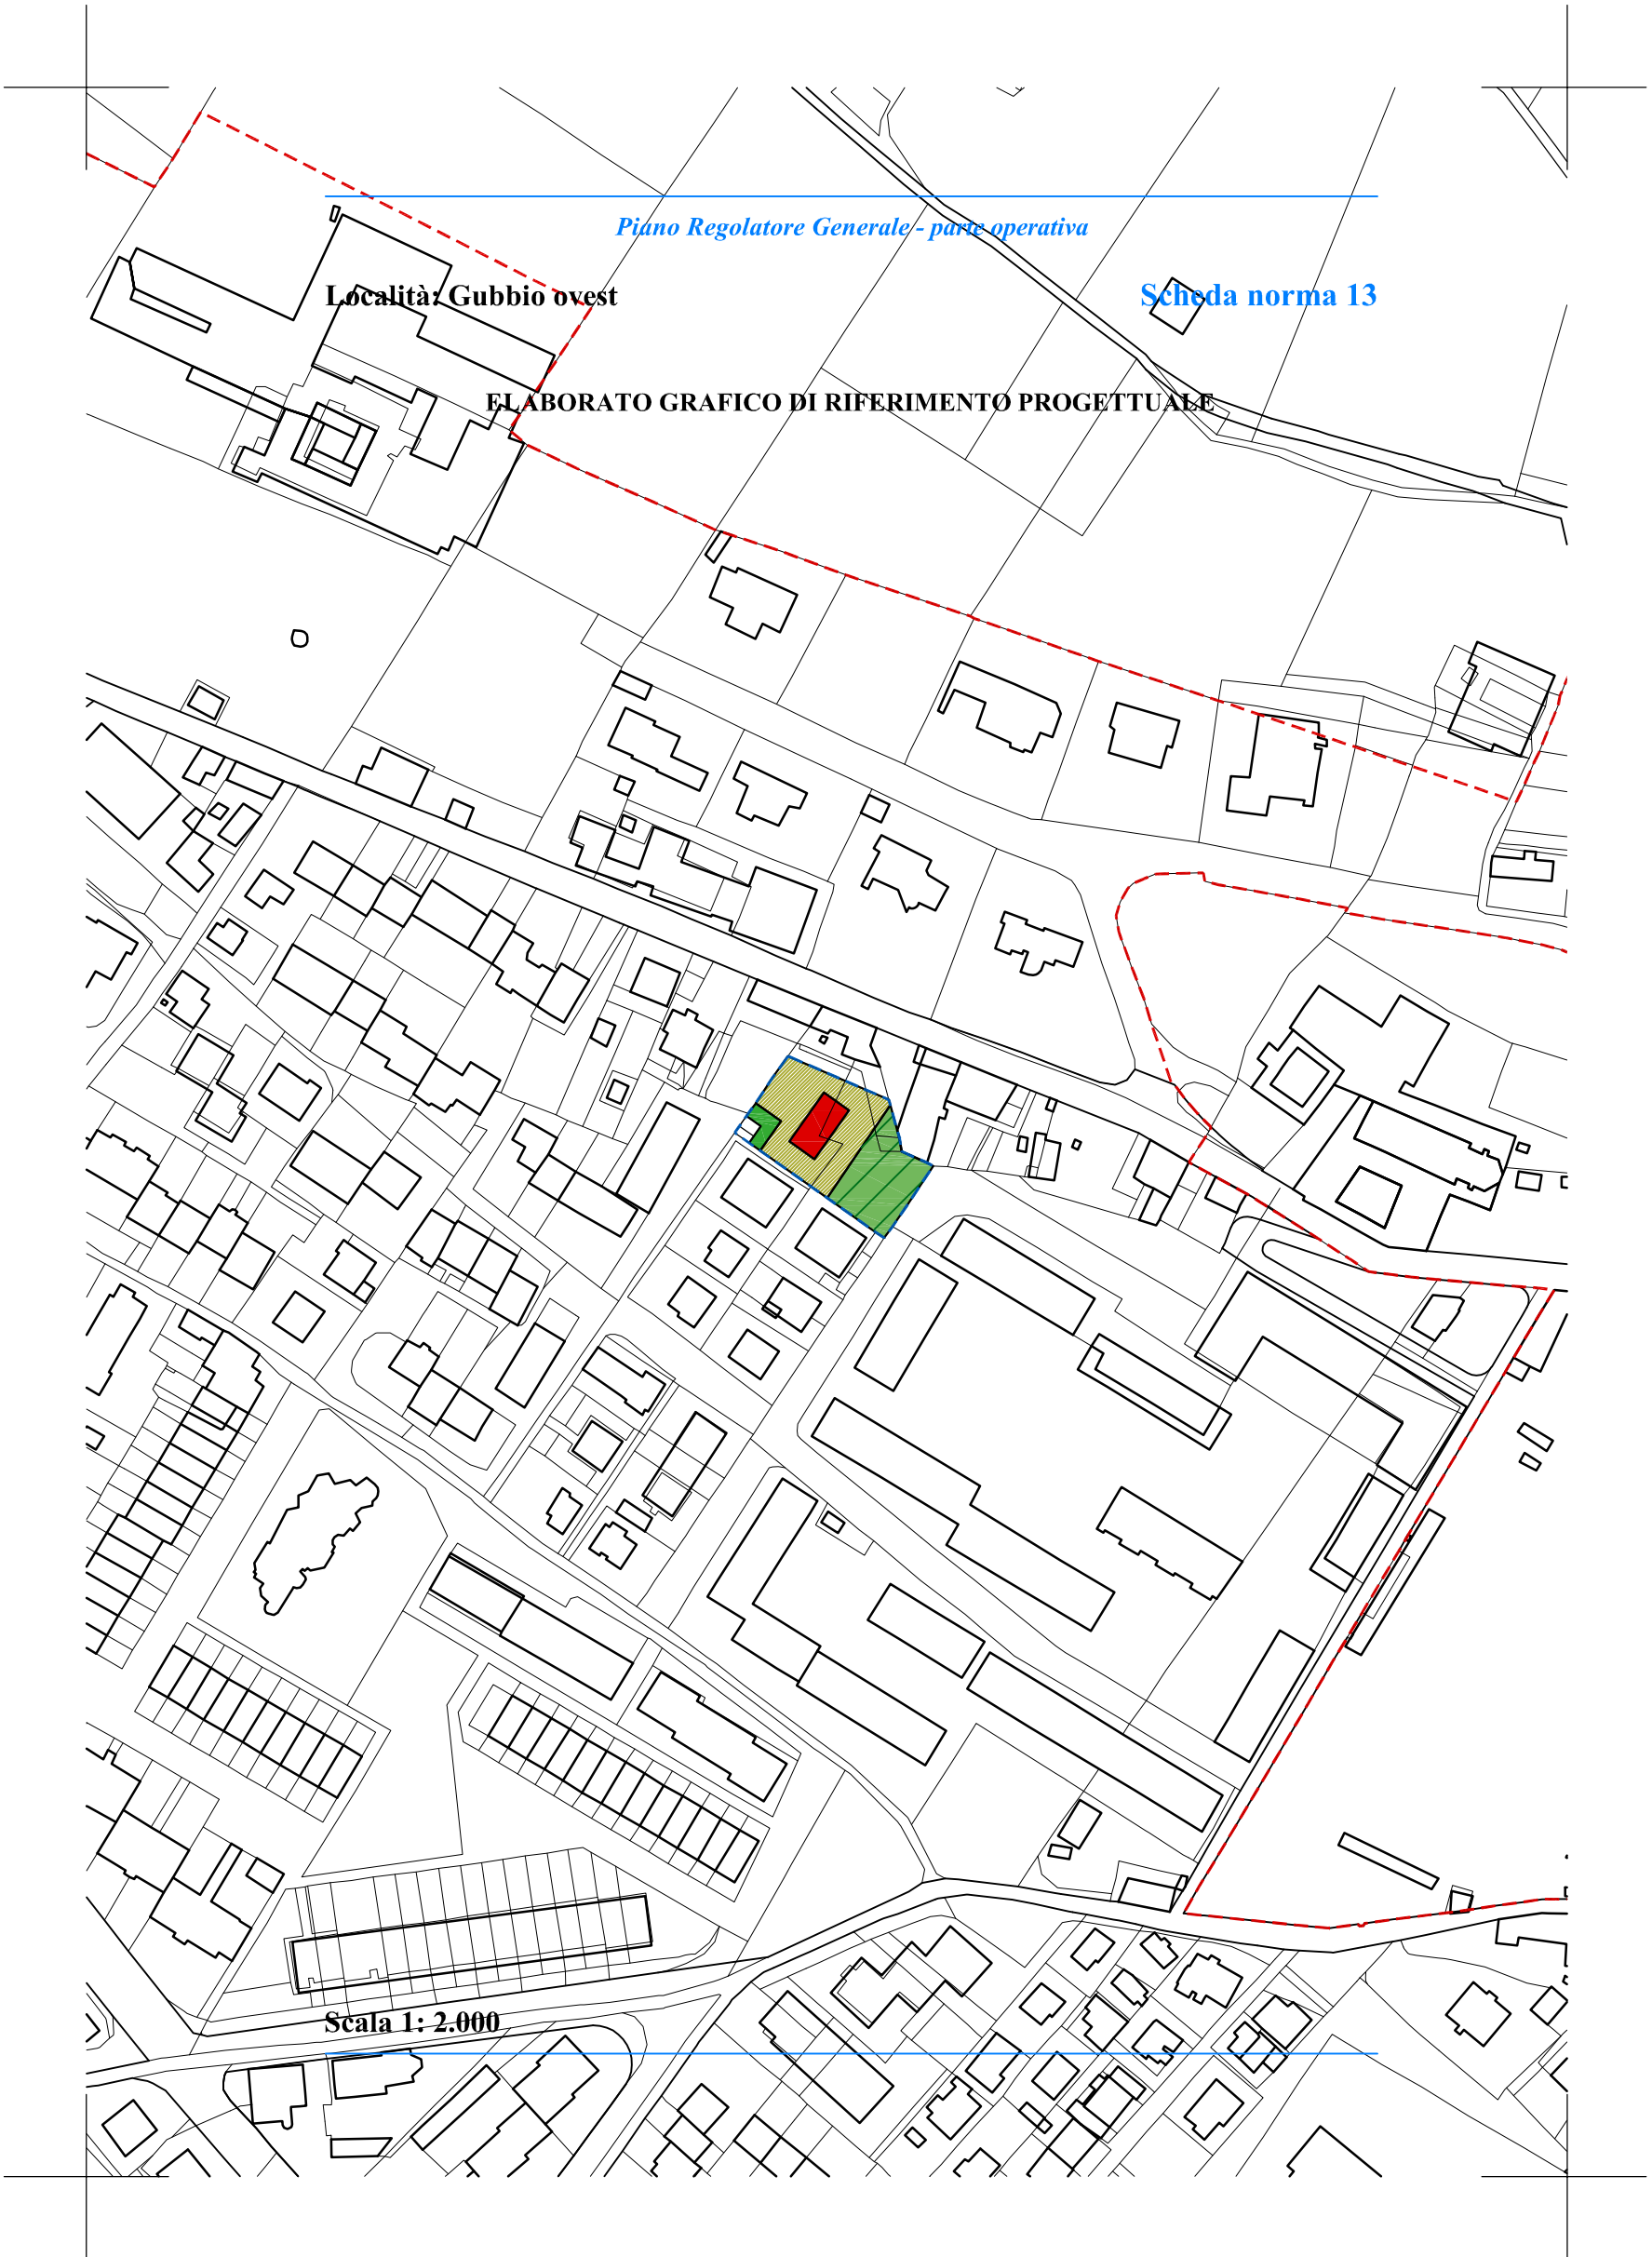 Piano Regolatore Generale - parte operativa
Località: Gubbio ovest
Scheda norma 13
ELABORATO GRAFICO DI RIFERIMENTO PROGETTUALE
Scala 1: 2.000